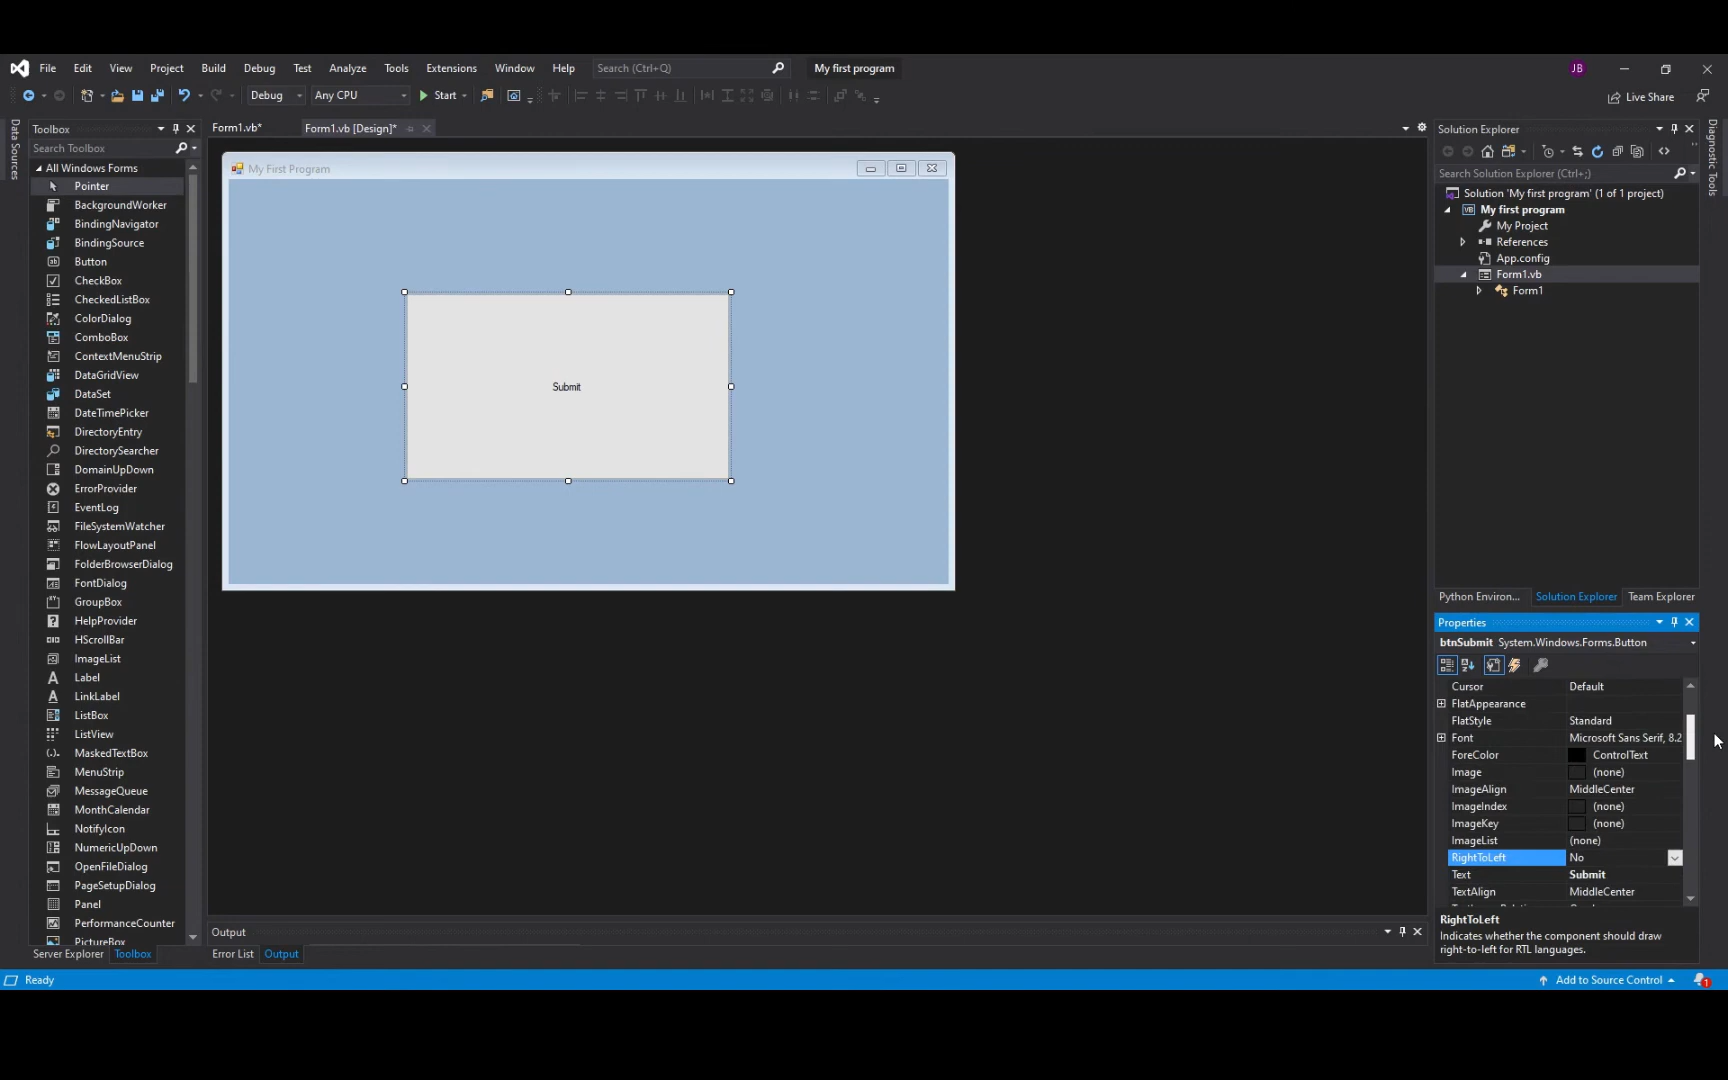 File Edit View Project Build Debug Test Analyze Tools Extensions Window Help Search (Ctrl+Q) My first program JB
Debug Any CPU Start Live Share
Data Sources
Toolbox
Search Toolbox
All Windows Forms
Pointer
BackgroundWorker
BindingNavigator
BindingSource
Button
CheckBox
CheckedListBox
ColorDialog
ComboBox
ContextMenuStrip
DataGridView
DataSet
DateTimePicker
DirectoryEntry
DirectorySearcher
DomainUpDown
ErrorProvider
EventLog
FileSystemWatcher
FlowLayoutPanel
FolderBrowserDialog
FontDialog
GroupBox
HelpProvider
HScrollBar
ImageList
Label
LinkLabel
ListBox
ListView
MaskedTextBox
MenuStrip
MessageQueue
MonthCalendar
NotifyIcon
NumericUpDown
OpenFileDialog
PageSetupDialog
Panel
PerformanceCounter
PictureBox
Server Explorer Toolbox
Form1.vb* Form1.vb [Design]*
My First Program
Submit
Output
Error List Output
Solution Explorer
Search Solution Explorer (Ctrl+;)
Solution 'My first program' (1 of 1 project)
VB My first program
My Project
References
App.config
Form1.vb
Form1
Python Environ... Solution Explorer Team Explorer
Properties
btnSubmit System.Windows.Forms.Button
Cursor Default
FlatAppearance
FlatStyle Standard
Font Microsoft Sans Serif, 8.2
ForeColor ControlText
Image (none)
ImageAlign MiddleCenter
ImageIndex (none)
ImageKey (none)
ImageList (none)
RightToLeft No
Text Submit
TextAlign MiddleCenter
RightToLeft
Indicates whether the component should draw
right-to-left for RTL languages.
Diagnostic Tools
Ready Add to Source Control 1